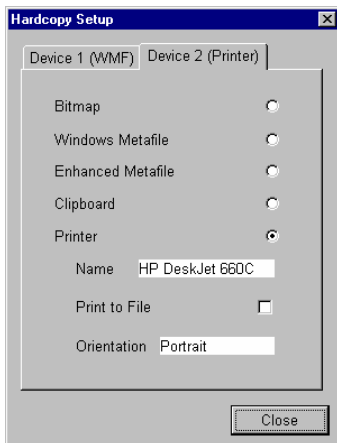 Hardcopy Setup
Device 1 (WMF) Device 2 (Printer)
Bitmap
Windows Metafile
Enhanced Metafile
Clipboard
Printer
Name HP DeskJet 660C
Print to File
Orientation Portrait
Close